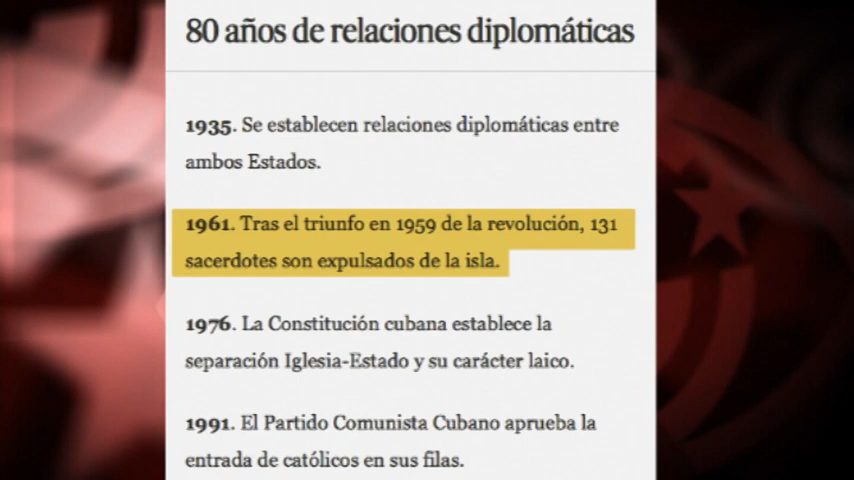 80 años de relaciones diplomáticas
1935. Se establecen relaciones diplomáticas entre
ambos Estados.
1961. Tras el triunfo en 1959 de la revolución, 131
sacerdotes son expulsados de la isla.
1976. La Constitución cubana establece la
separación Iglesia-Estado y su carácter laico.
1991. El Partido Comunista Cubano aprueba la
entrada de católicos en sus filas.